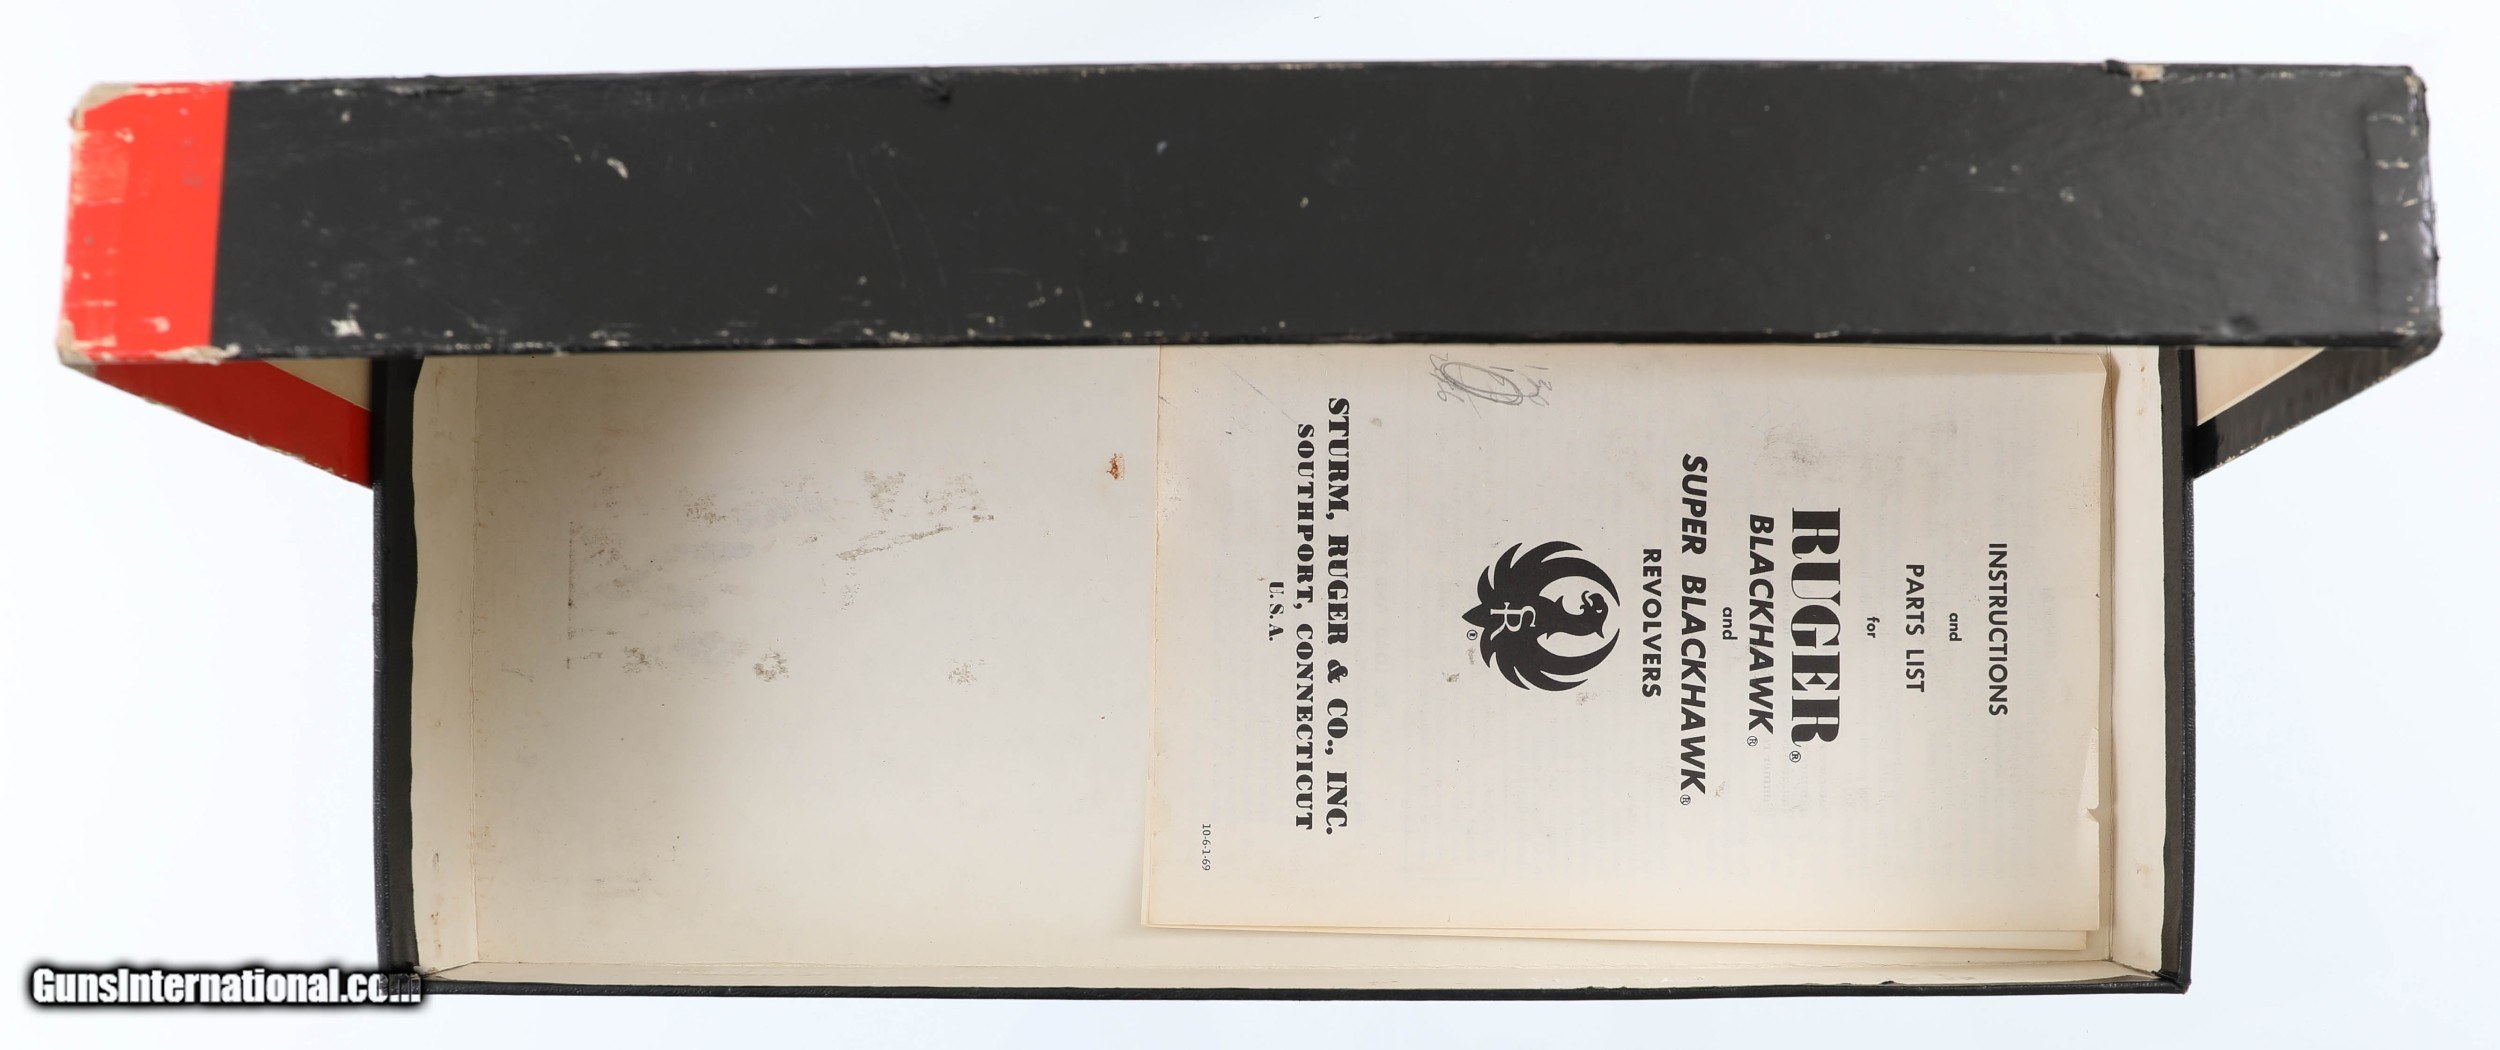 INSTRUCTIONS
and
PARTS LIST
for
RUGER®
BLACKHAWK®
and
SUPER BLACKHAWK®
REVOLVERS
SR
®
STURM, RUGER & CO., INC.
SOUTHPORT, CONNECTICUT
U.S.A.
10-6-1-69
GunsInternational.com